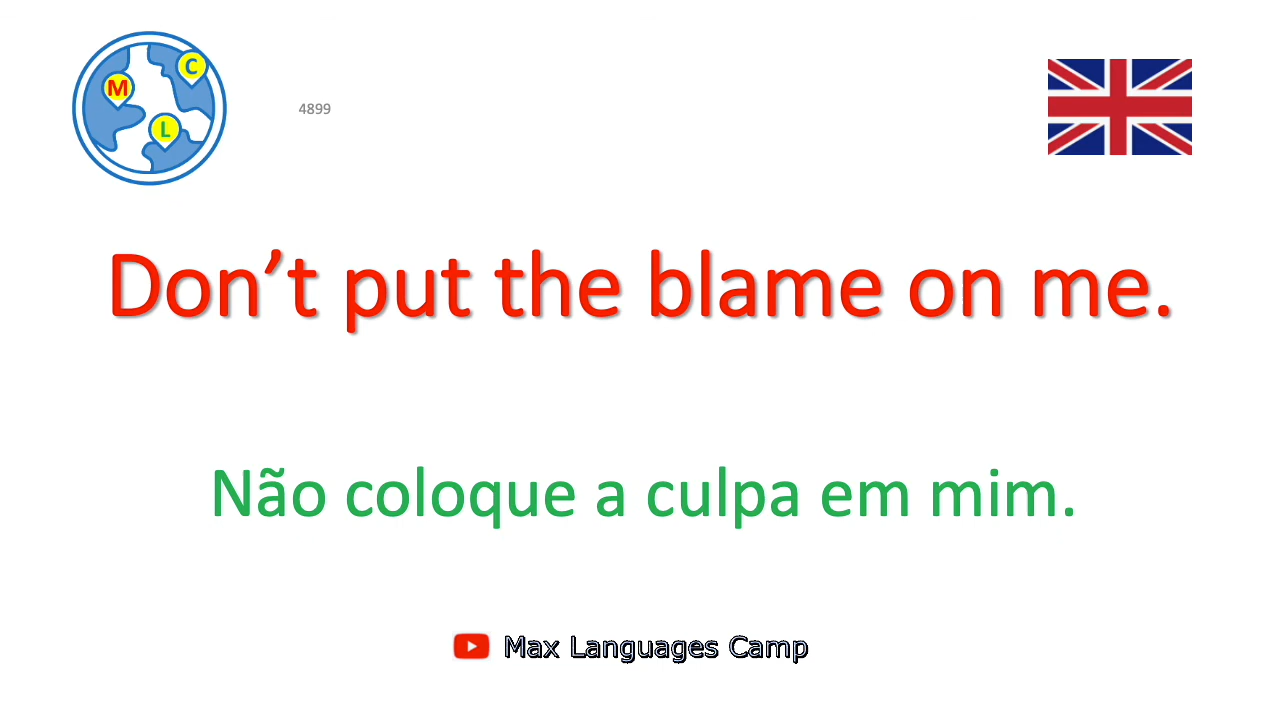 M
C
L
4899
Don’t put the blame on me.
Não coloque a culpa em mim.
Max Languages Camp